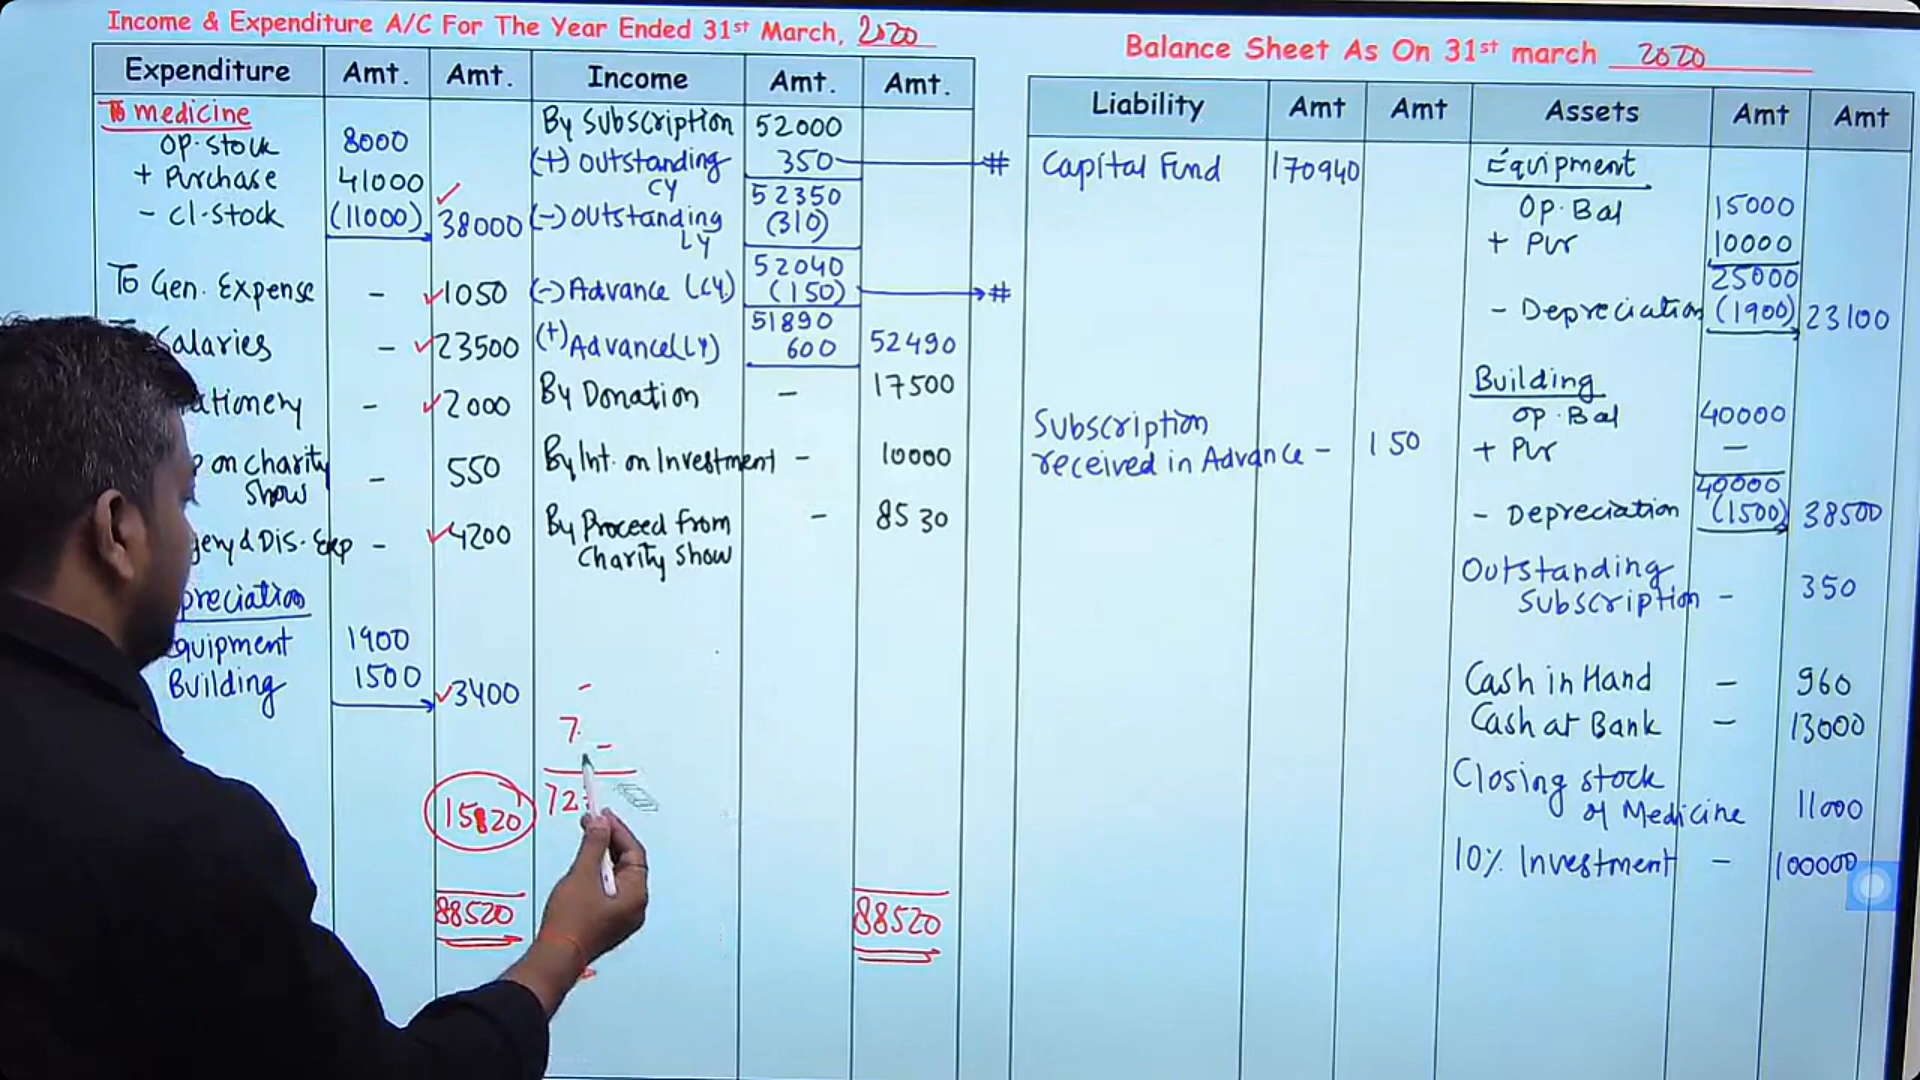 Income & Expenditure A/C For The Year Ended 31st March, 2020
Expenditure Amt. Amt. Income Amt. Amt.
To medicine
Op. Stock 8000
+ Purchase 41000
- Cl-Stock (11000) 38000
To Gen. Expense - 1050
Salaries - 23500
- 2000
on Charity Show - 550
& Dis. Exp - 4200
1900
Building 1500 3400
15820
88520
By Subscription 52000
(+) Outstanding CY 350 #
52350
(-) Outstanding LY (310)
52040
(-) Advance (CY) (150) #
51890
(+) Advance (LY) 600 52490
By Donation - 17500
By Int. on Investment - 10000
By Proceed from Charity Show - 8530
7
72
88520
Balance Sheet As On 31st march 2020
Liability Amt Amt Assets Amt Amt
Capital Fund 170940
Subscription received in Advance - 150
Equipment
Op. Bal 15000
+ Pur 10000
25000
- Depreciation (1900) 23100
Building
Op. Bal 40000
+ Pur -
40000
- Depreciation (1500) 38500
Outstanding Subscription - 350
Cash in Hand - 960
Cash at Bank - 13000
Closing Stock of Medicine 11000
10% Investment - 100000